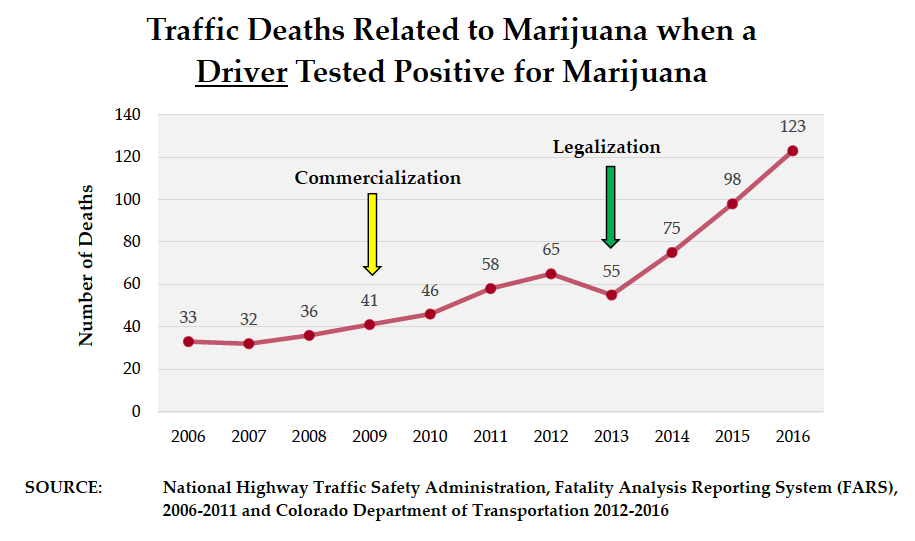 Traffic Deaths Related to Marijuana when a
Driver Tested Positive for Marijuana
140
120
100
80
60
40
20
0
Number of Deaths
Commercialization
Legalization
33
32
36
41
46
58
65
55
75
98
123
2006 2007 2008 2009 2010 2011 2012 2013 2014 2015 2016
SOURCE: National Highway Traffic Safety Administration, Fatality Analysis Reporting System (FARS),
2006-2011 and Colorado Department of Transportation 2012-2016